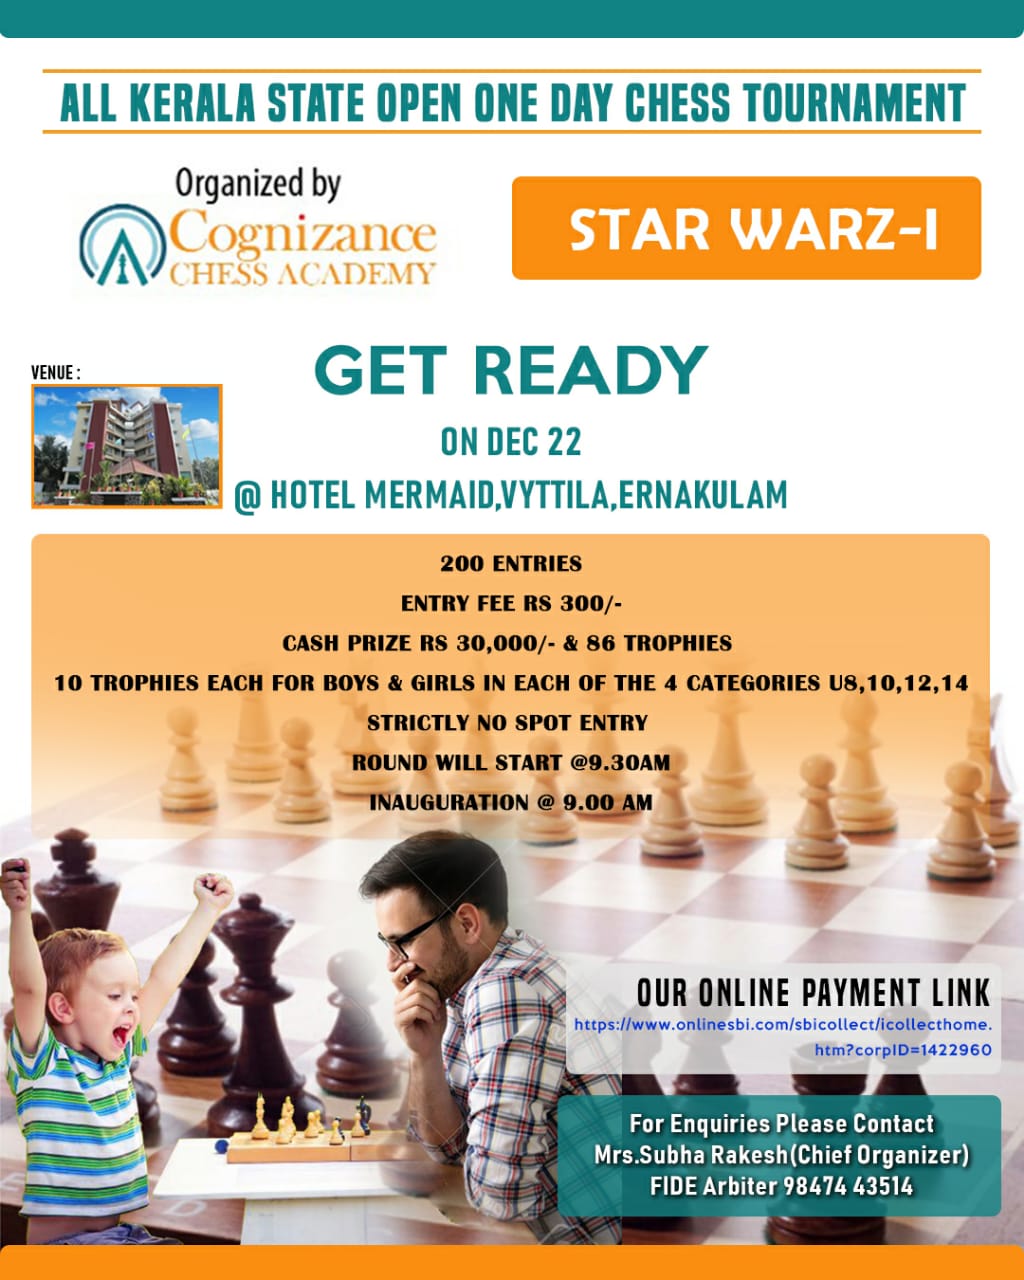 ALL KERALA STATE OPEN ONE DAY CHESS TOURNAMENT
Organized by
Cognizance
CHESS ACADEMY
STAR WARZ-I
VENUE :
GET READY
ON DEC 22
@ HOTEL MERMAID,VYTTILA,ERNAKULAM
200 ENTRIES
ENTRY FEE RS 300/-
CASH PRIZE RS 30,000/- & 86 TROPHIES
10 TROPHIES EACH FOR BOYS & GIRLS IN EACH OF THE 4 CATEGORIES U8,10,12,14
STRICTLY NO SPOT ENTRY
ROUND WILL START @9.30AM
INAUGURATION @ 9.00 AM
OUR ONLINE PAYMENT LINK
https://www.onlinesbi.com/sbicollect/icollecthome.
htm?corpID=1422960
For Enquiries Please Contact
Mrs.Subha Rakesh(Chief Organizer)
FIDE Arbiter 98474 43514